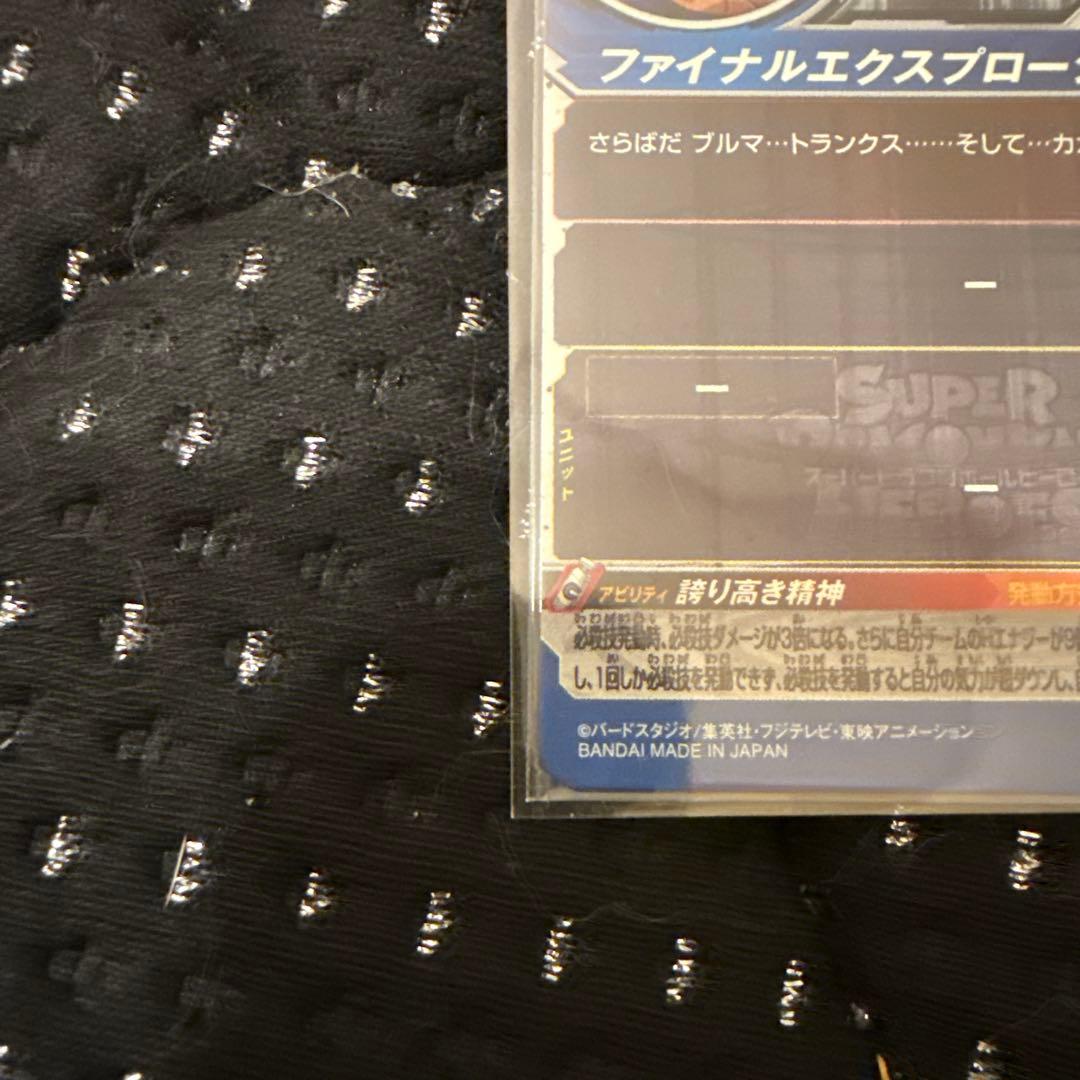 ファイナルエクスプロー
さらばだ ブルマ…トランクス……そして…カ
ー
ー
SUPER
ユニット
ー
アビリティ 誇り高き精神 発動方
必殺技発動時、必殺技ダメージが3倍になる。さらに自分チームのHエナジーが
し、1回しか必殺技を発動できず、必殺技を発動すると自分の気力が超ダウンし、
©バードスタジオ/集英社・フジテレビ・東映アニメーション
BANDAI MADE IN JAPAN